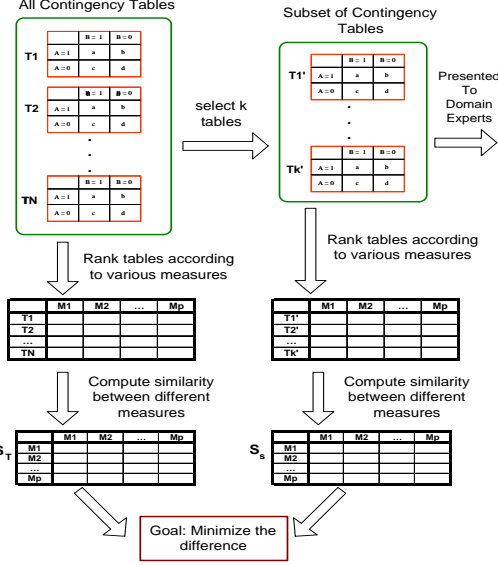 All Contingency Tables
Subset of Contingency
Tables
T1
B = 1 B = 0
A = 1 a b
A = 0 c d
T2
B = 1 B = 0
A = 1 a b
A = 0 c d
.
.
.
TN
B = 1 B = 0
A = 1 a b
A = 0 c d
select k
tables
T1'
B = 1 B = 0
A = 1 a b
A = 0 c d
.
.
.
Tk'
B = 1 B = 0
A = 1 a b
A = 0 c d
Presented
To
Domain
Experts
Rank tables according
to various measures
Rank tables according
to various measures
M1 M2 ... Mp
T1
T2
...
TN
M1 M2 ... Mp
T1'
T2'
...
Tk'
Compute similarity
between different
measures
Compute similarity
between different
measures
S_T
M1 M2 ... Mp
M1
M2
...
Mp
S_s
M1 M2 ... Mp
M1
M2
...
Mp
Goal: Minimize the
difference